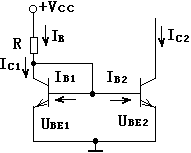 +Vcc
R IR
IC1 IC2
IB1 IB2
UBE1 UBE2